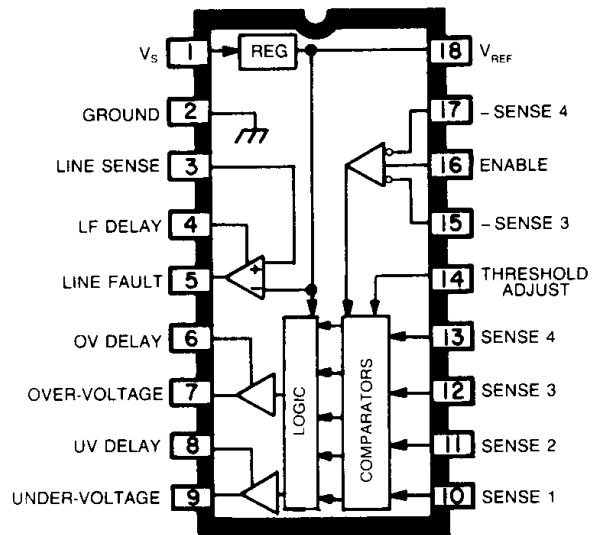 Vs 1 REG 18 VREF
GROUND 2 17 – SENSE 4
LINE SENSE 3 16 ENABLE
LF DELAY 4 15 – SENSE 3
LINE FAULT 5 + – 14 THRESHOLD
ADJUST
OV DELAY 6 13 SENSE 4
OVER-VOLTAGE 7 LOGIC COMPARATORS 12 SENSE 3
UV DELAY 8 11 SENSE 2
UNDER-VOLTAGE 9 10 SENSE 1